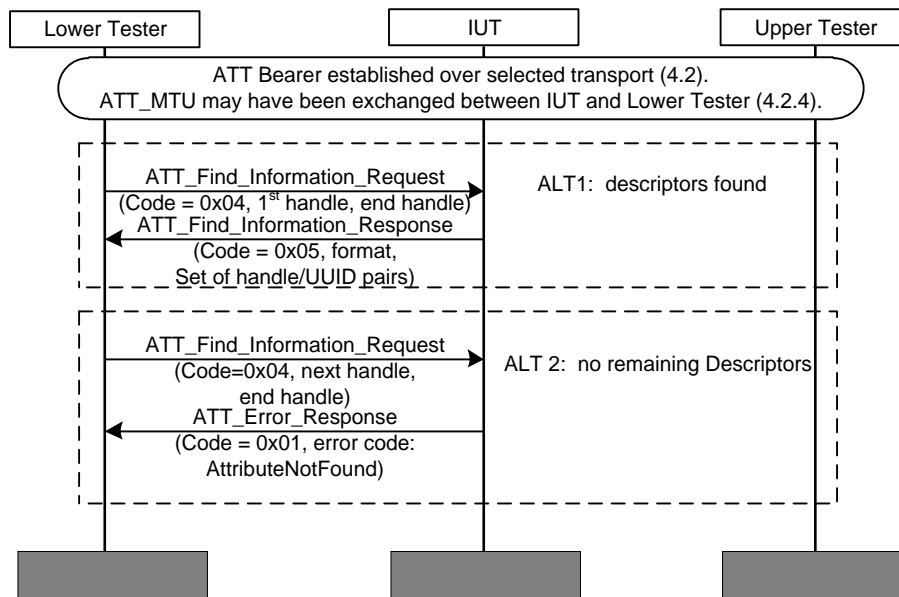 Lower Tester
IUT
Upper Tester
ATT Bearer established over selected transport (4.2).
ATT_MTU may have been exchanged between IUT and Lower Tester (4.2.4).
ATT_Find_Information_Request
(Code = 0x04, 1st handle, end handle)
ALT1:  descriptors found
ATT_Find_Information_Response
(Code = 0x05, format,
Set of handle/UUID pairs)
ATT_Find_Information_Request
(Code=0x04, next handle,
end handle)
ALT 2:  no remaining Descriptors
ATT_Error_Response
(Code = 0x01, error code:
AttributeNotFound)